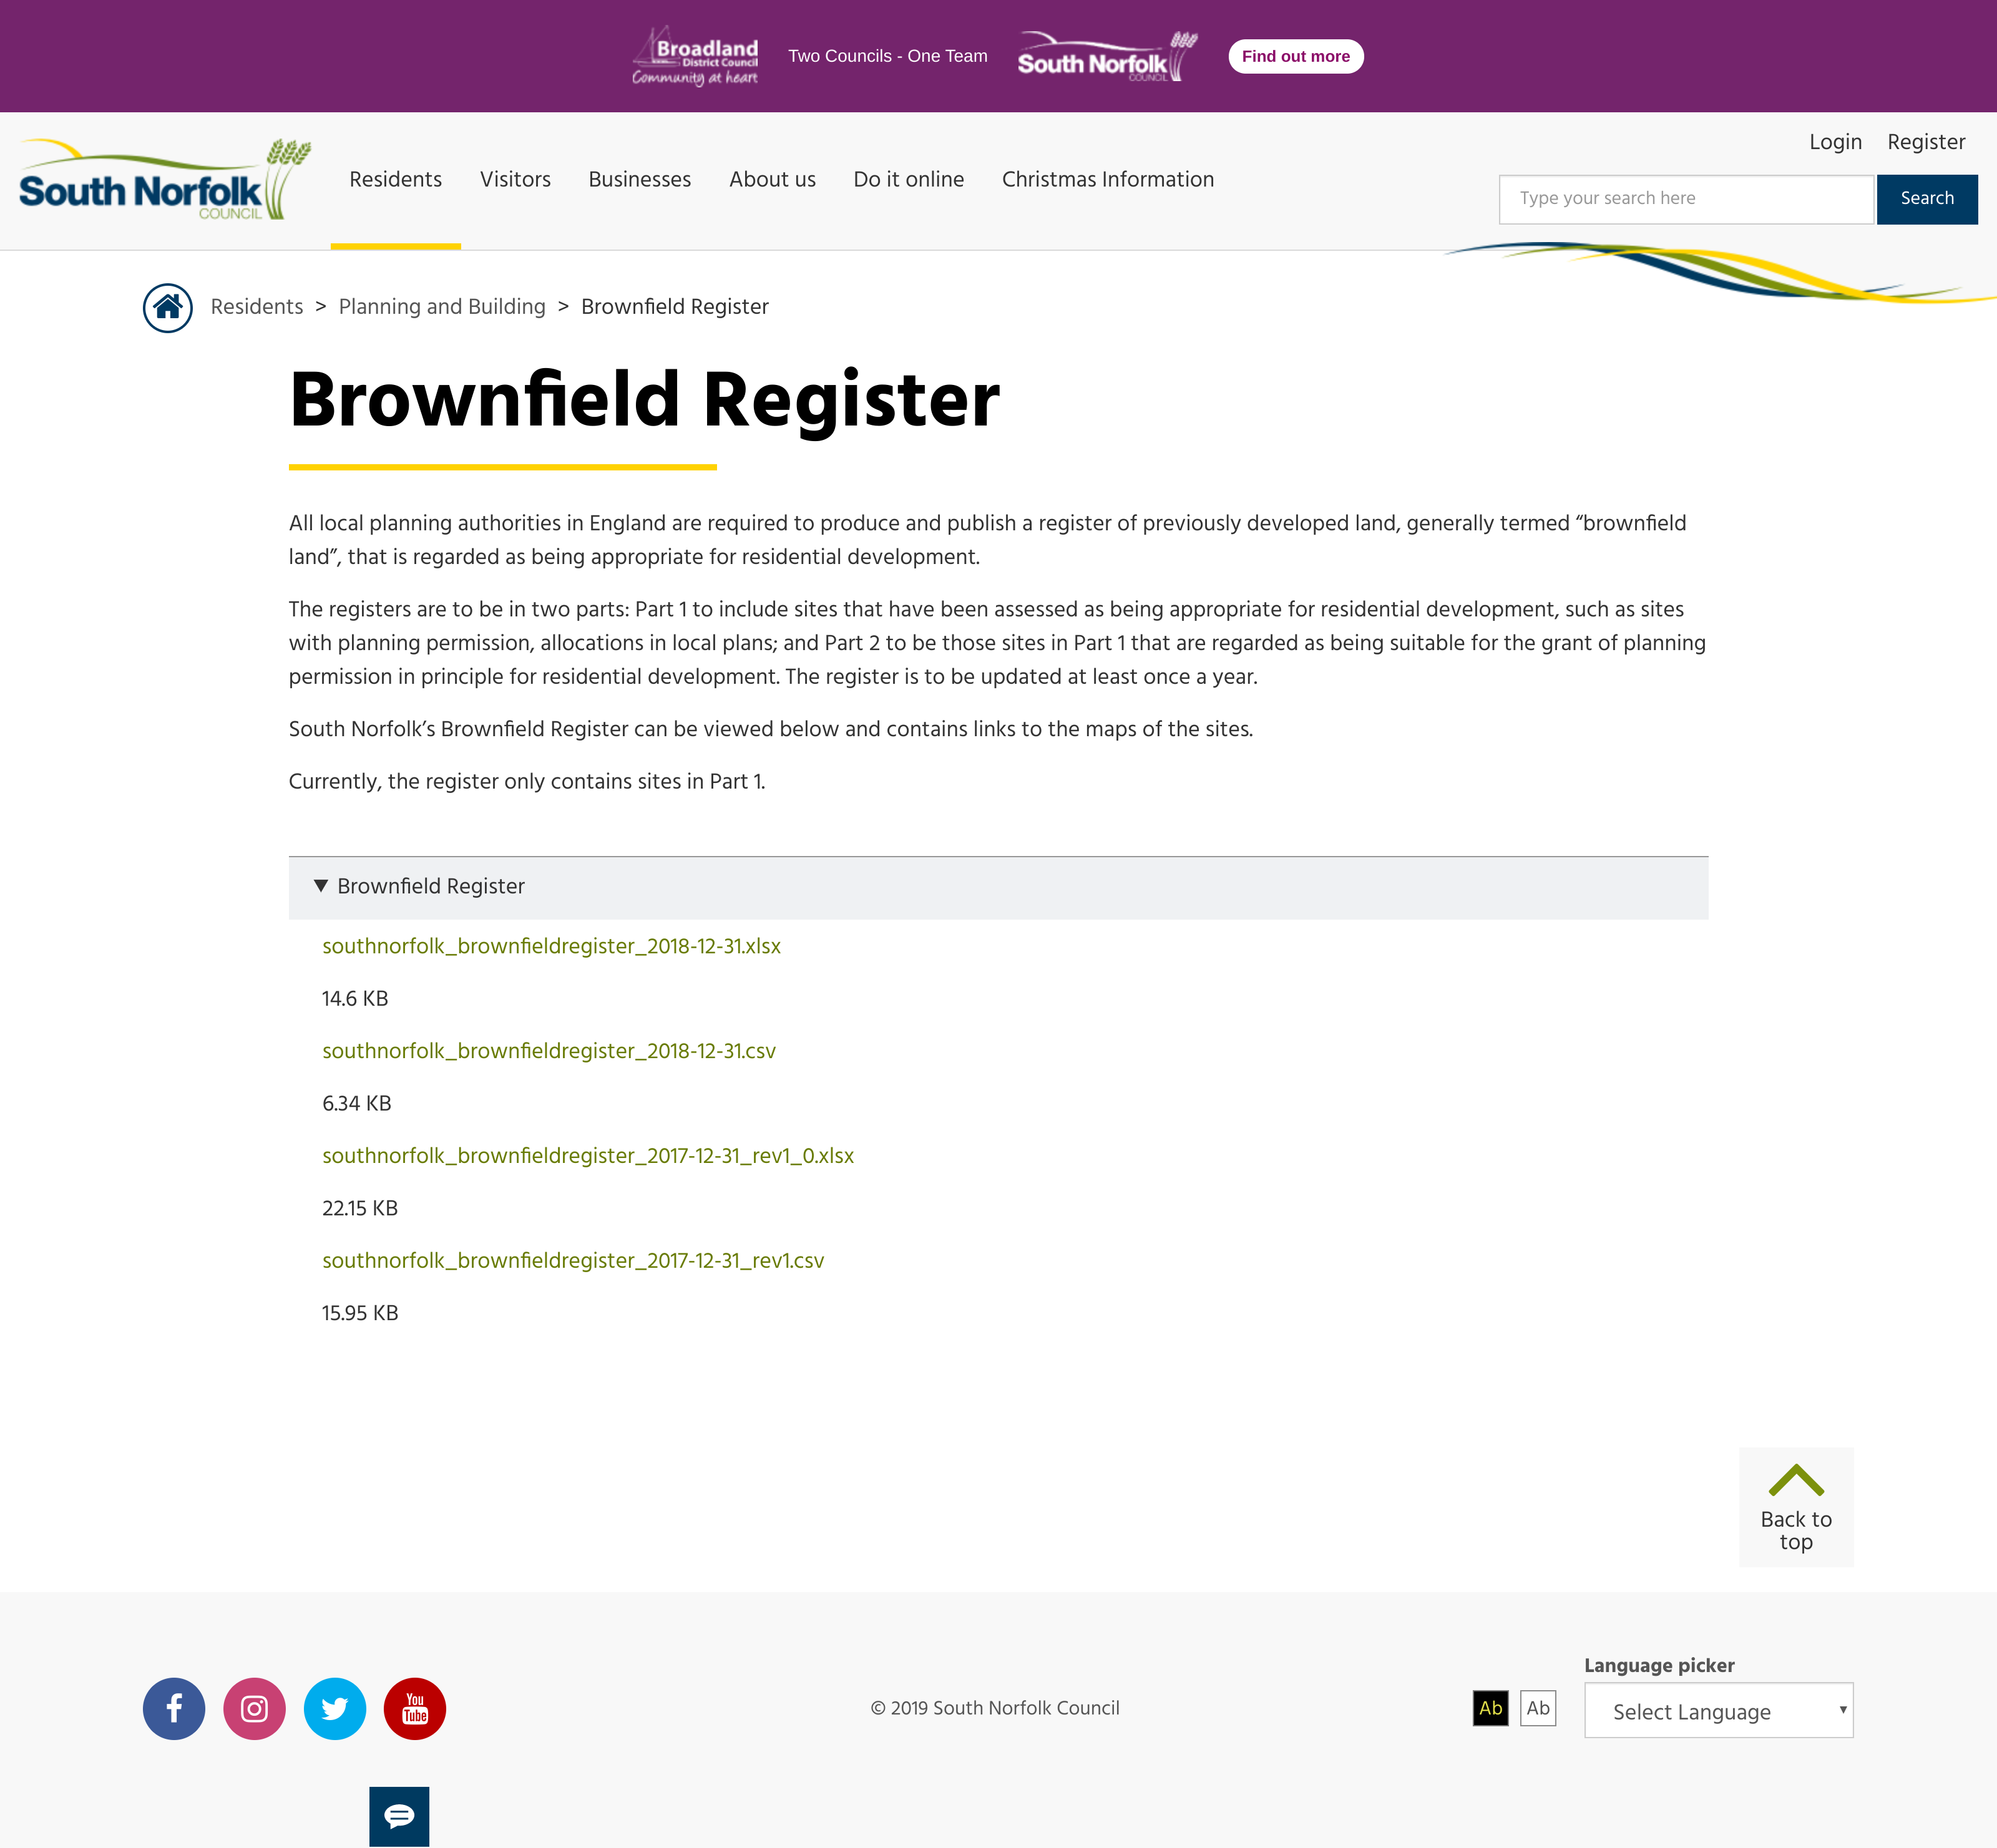 Broadland
District Council
Community at heart
Two Councils - One Team
South Norfolk
COUNCIL
Find out more
South Norfolk
COUNCIL
Residents
Visitors
Businesses
About us
Do it online
Christmas Information
Login
Register
Type your search here
Search
Residents > Planning and Building > Brownfield Register
Brownfield Register
All local planning authorities in England are required to produce and publish a register of previously developed land, generally termed “brownfield
land”, that is regarded as being appropriate for residential development.
The registers are to be in two parts: Part 1 to include sites that have been assessed as being appropriate for residential development, such as sites
with planning permission, allocations in local plans; and Part 2 to be those sites in Part 1 that are regarded as being suitable for the grant of planning
permission in principle for residential development. The register is to be updated at least once a year.
South Norfolk’s Brownfield Register can be viewed below and contains links to the maps of the sites.
Currently, the register only contains sites in Part 1.
▼ Brownfield Register
southnorfolk_brownfieldregister_2018-12-31.xlsx
14.6 KB
southnorfolk_brownfieldregister_2018-12-31.csv
6.34 KB
southnorfolk_brownfieldregister_2017-12-31_rev1_0.xlsx
22.15 KB
southnorfolk_brownfieldregister_2017-12-31_rev1.csv
15.95 KB
Back to
top
You
Tube
© 2019 South Norfolk Council
Ab
Ab
Language picker
Select Language